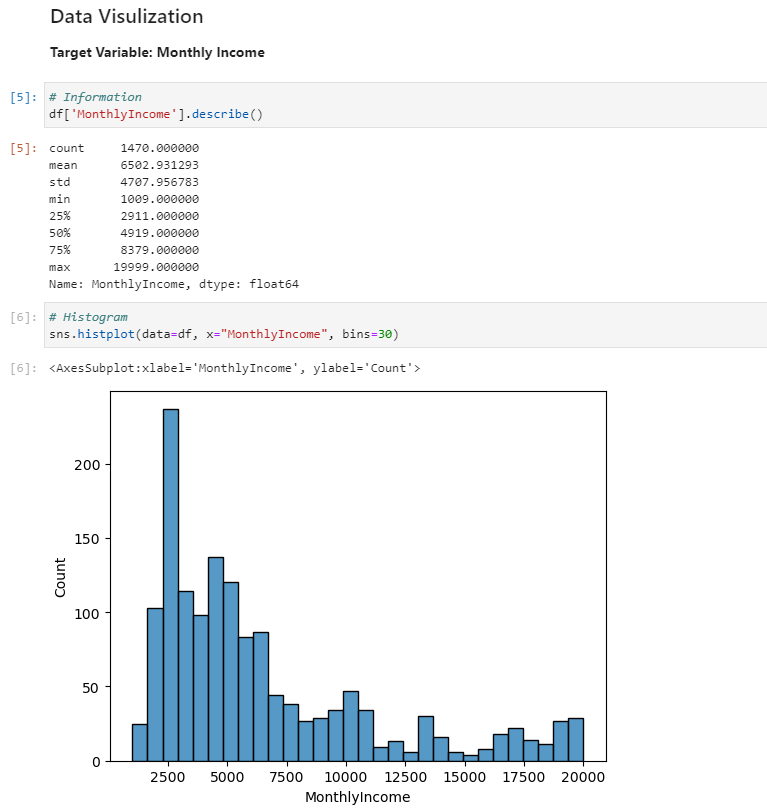 Data Visulization
Target Variable: Monthly Income
[5]: # Information
df['MonthlyIncome'].describe()
[5]: count     1470.000000
mean      6502.931293
std       4707.956783
min       1009.000000
25%       2911.000000
50%       4919.000000
75%       8379.000000
max      19999.000000
Name: MonthlyIncome, dtype: float64
[6]: # Histogram
sns.histplot(data=df, x="MonthlyIncome", bins=30)
[6]: <AxesSubplot:xlabel='MonthlyIncome', ylabel='Count'>
200
150
100
50
0
Count
2500 5000 7500 10000 12500 15000 17500 20000
MonthlyIncome